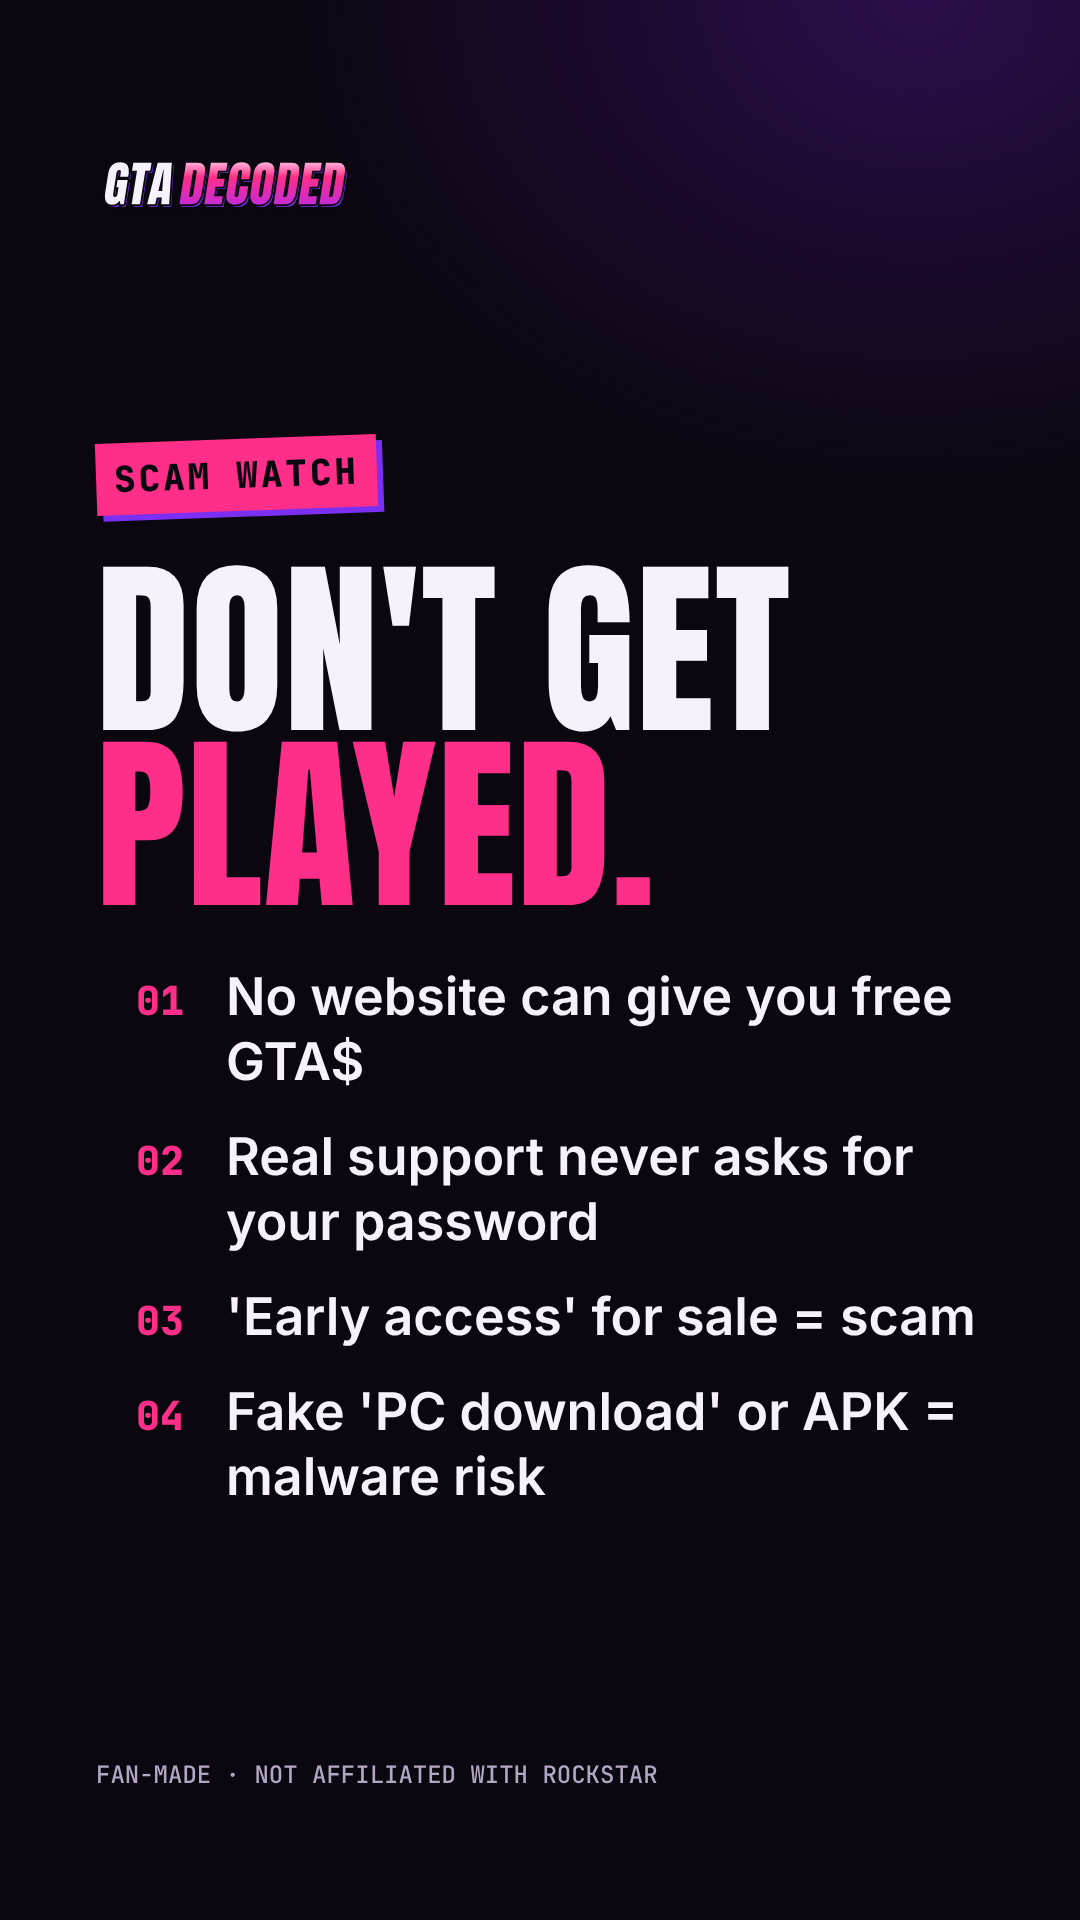 GTA DECODED
SCAM WATCH
DON'T GET
PLAYED.
01 No website can give you free
GTA$
02 Real support never asks for
your password
03 'Early access' for sale = scam
04 Fake 'PC download' or APK =
malware risk
FAN-MADE · NOT AFFILIATED WITH ROCKSTAR